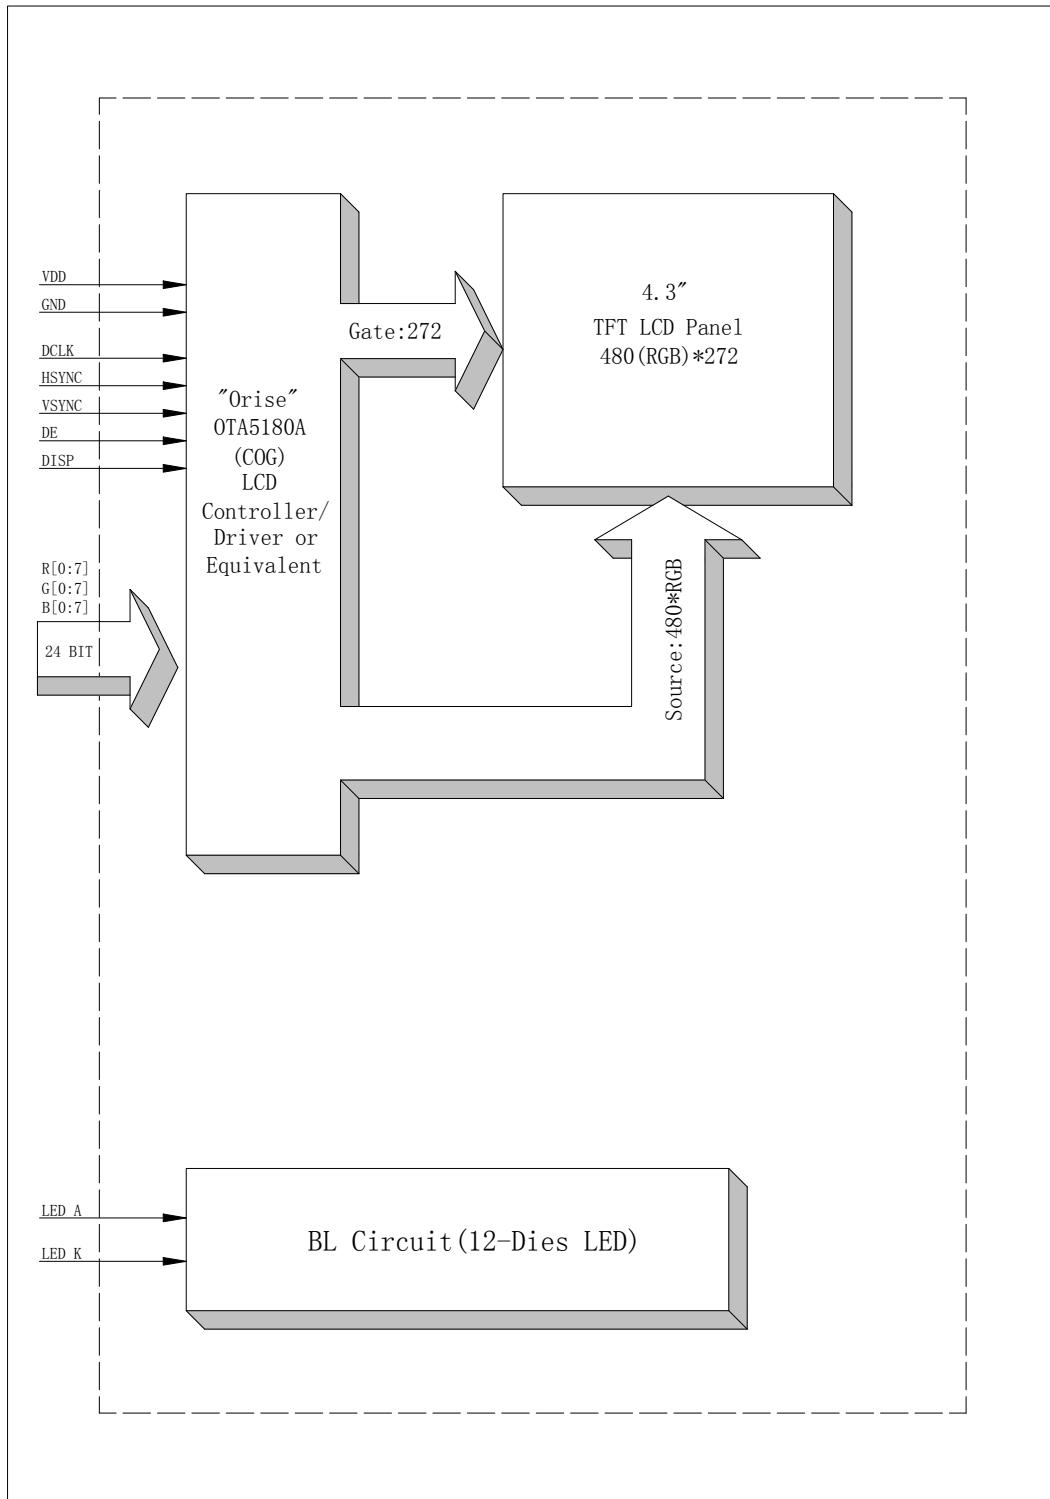 VDD
GND
DCLK
HSYNC
VSYNC
DE
DISP
R[0:7]
G[0:7]
B[0:7]
24 BIT
"Orise"
OTA5180A
(COG)
LCD
Controller/
Driver or
Equivalent
Gate:272
4.3"
TFT LCD Panel
480(RGB)*272
Source:480*RGB
LED A
LED K
BL Circuit(12-Dies LED)